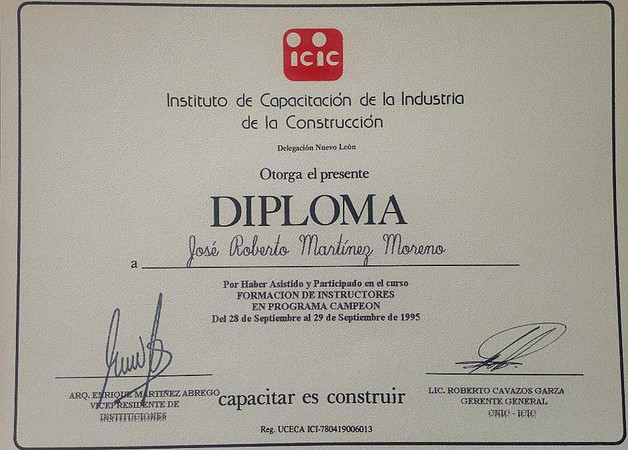 icic
Instituto de Capacitación de la Industria
de la Construcción
Delegación Nuevo León
Otorga el presente
DIPLOMA
José Roberto Martínez Moreno
a
Por Haber Asistido y Participado en el curso
FORMACION DE INSTRUCTORES
EN PROGRAMA CAMPEON
Del 28 de Septiembre al 29 de Septiembre de 1995
ARQ. ENRIQUE MARTINEZ ABREGO
VICEPRESIDENTE DE
INSTITUCIONES
capacitar es construir
LIC. ROBERTO CAVAZOS GARZA
GERENTE GENERAL
CNIC - ICIC
Reg. UCECA ICI-780419006013